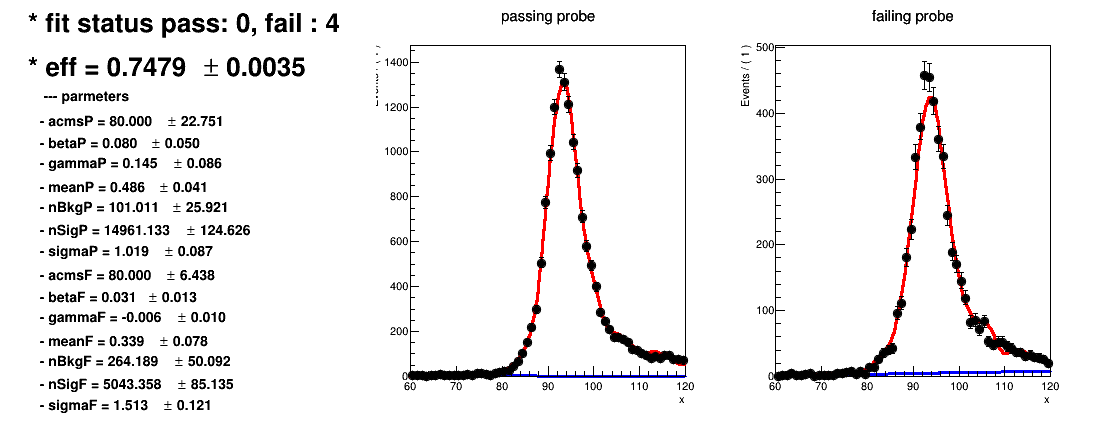 * fit status pass: 0, fail : 4
* eff = 0.7479 ± 0.0035
--- parmeters
- acmsP = 80.000 ± 22.751
- betaP = 0.080 ± 0.050
- gammaP = 0.145 ± 0.086
- meanP = 0.486 ± 0.041
- nBkgP = 101.011 ± 25.921
- nSigP = 14961.133 ± 124.626
- sigmaP = 1.019 ± 0.087
- acmsF = 80.000 ± 6.438
- betaF = 0.031 ± 0.013
- gammaF = -0.006 ± 0.010
- meanF = 0.339 ± 0.078
- nBkgF = 264.189 ± 50.092
- nSigF = 5043.358 ± 85.135
- sigmaF = 1.513 ± 0.121
passing probe
1400
1200
1000
800
600
400
200
0
60 70 80 90 100 110 120
x
failing probe
Events / ( 1 )
500
400
300
200
100
0
60 70 80 90 100 110 120
x